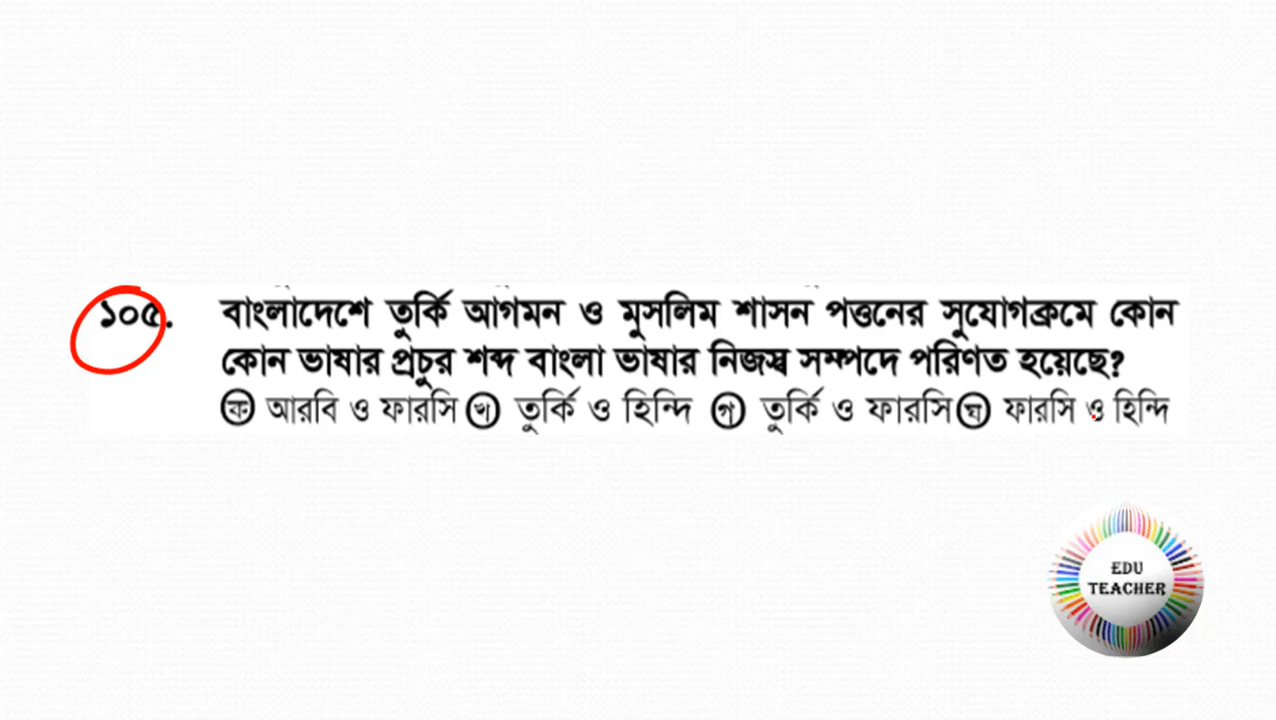 ১০৫. বাংলাদেশে তুর্কি আগমন ও মুসলিম শাসন পত্তনের সুযোগক্রমে কোন
কোন ভাষার প্রচুর শব্দ বাংলা ভাষার নিজস্ব সম্পদে পরিণত হয়েছে?
ক আরবি ও ফারসি খ তুর্কি ও হিন্দি গ তুর্কি ও ফারসি ঘ ফারসি ও হিন্দি
EDU
TEACHER